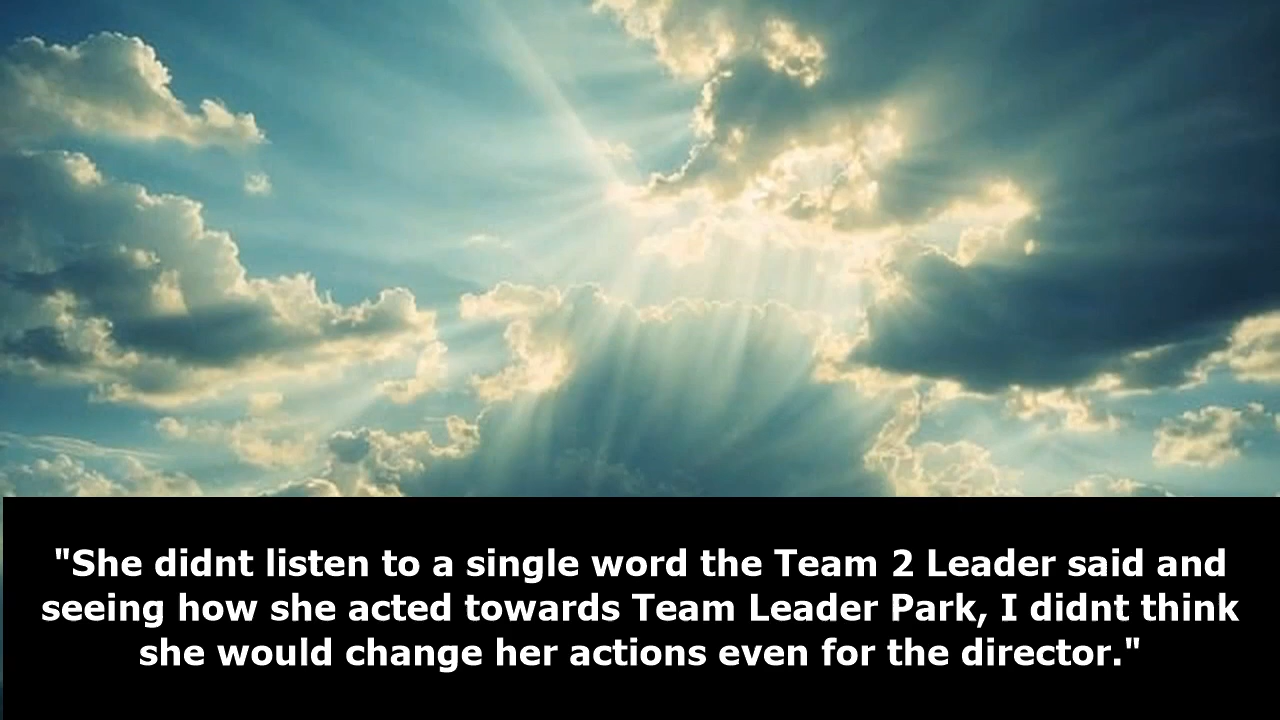 "She didnt listen to a single word the Team 2 Leader said and
seeing how she acted towards Team Leader Park, I didnt think
she would change her actions even for the director."